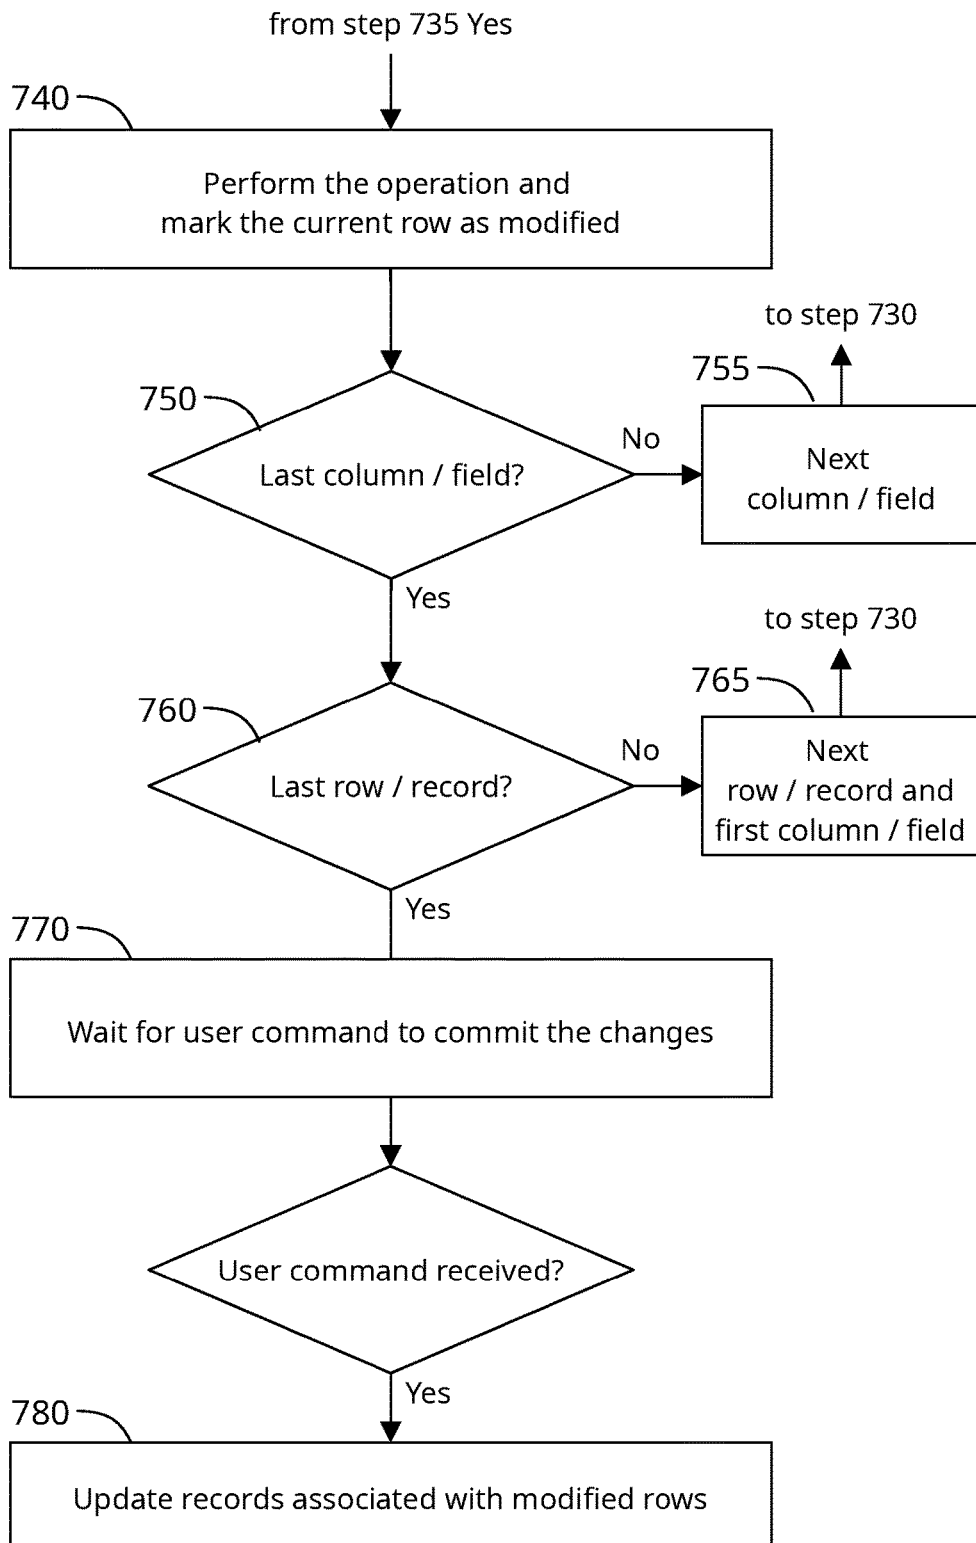 from step 735 Yes
740
Perform the operation and
mark the current row as modified
to step 730
755
750
No
Next
column / field
Last column / field?
Yes
to step 730
765
760
No
Next
row / record and
first column / field
Last row / record?
Yes
770
Wait for user command to commit the changes
User command received?
Yes
780
Update records associated with modified rows